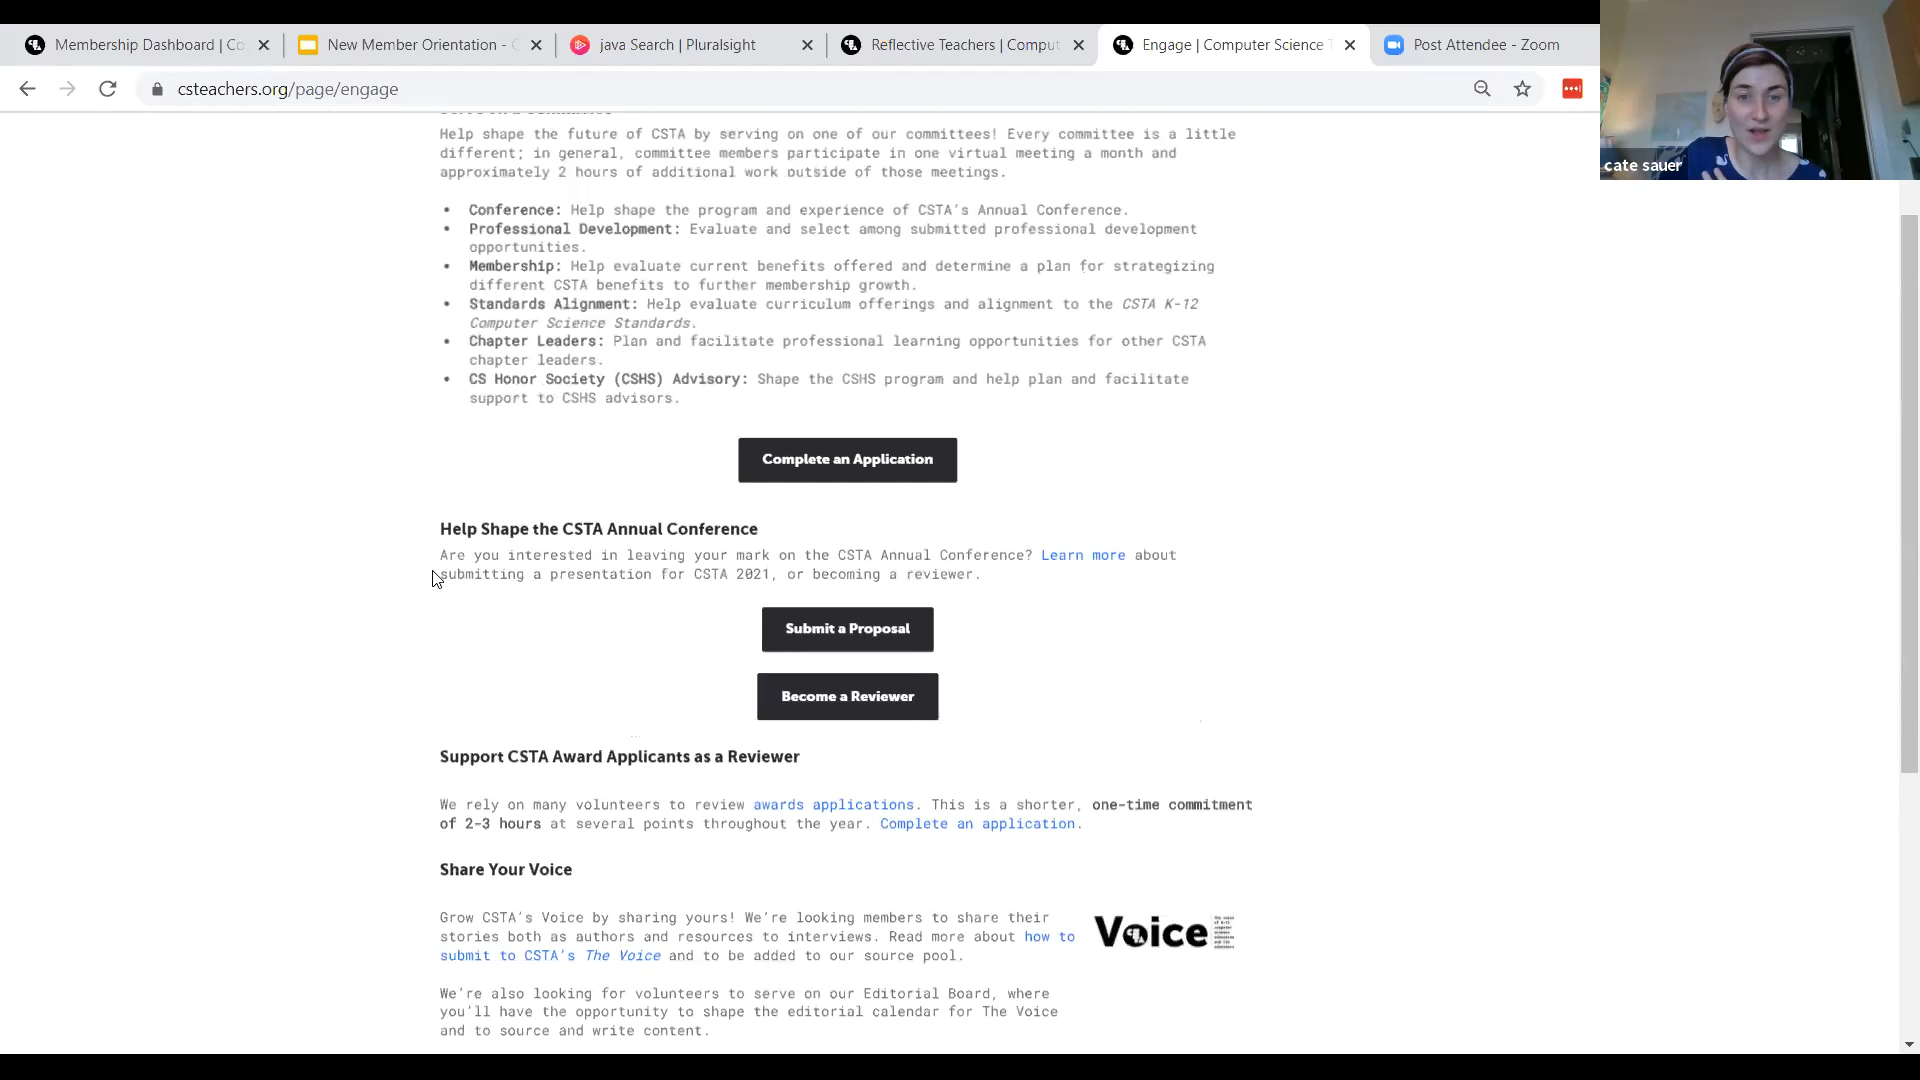 Membership Dashboard | Co
New Member Orientation - C
java Search | Pluralsight
Reflective Teachers | Comput
Engage | Computer Science T
Post Attendee - Zoom
csteachers.org/page/engage
cate sauer
Help shape the future of CSTA by serving on one of our committees! Every committee is a little
different; in general, committee members participate in one virtual meeting a month and
approximately 2 hours of additional work outside of those meetings.
• Conference: Help shape the program and experience of CSTA's Annual Conference.
• Professional Development: Evaluate and select among submitted professional development
opportunities.
• Membership: Help evaluate current benefits offered and determine a plan for strategizing
different CSTA benefits to further membership growth.
• Standards Alignment: Help evaluate curriculum offerings and alignment to the CSTA K-12
Computer Science Standards.
• Chapter Leaders: Plan and facilitate professional learning opportunities for other CSTA
chapter leaders.
• CS Honor Society (CSHS) Advisory: Shape the CSHS program and help plan and facilitate
support to CSHS advisors.
Complete an Application
Help Shape the CSTA Annual Conference
Are you interested in leaving your mark on the CSTA Annual Conference? Learn more about
submitting a presentation for CSTA 2021, or becoming a reviewer.
Submit a Proposal
Become a Reviewer
Support CSTA Award Applicants as a Reviewer
We rely on many volunteers to review awards applications. This is a shorter, one-time commitment
of 2-3 hours at several points throughout the year. Complete an application.
Share Your Voice
Grow CSTA's Voice by sharing yours! We're looking members to share their
stories both as authors and resources to interviews. Read more about how to
submit to CSTA's The Voice and to be added to our source pool.
Voice
We're also looking for volunteers to serve on our Editorial Board, where
you'll have the opportunity to shape the editorial calendar for The Voice
and to source and write content.